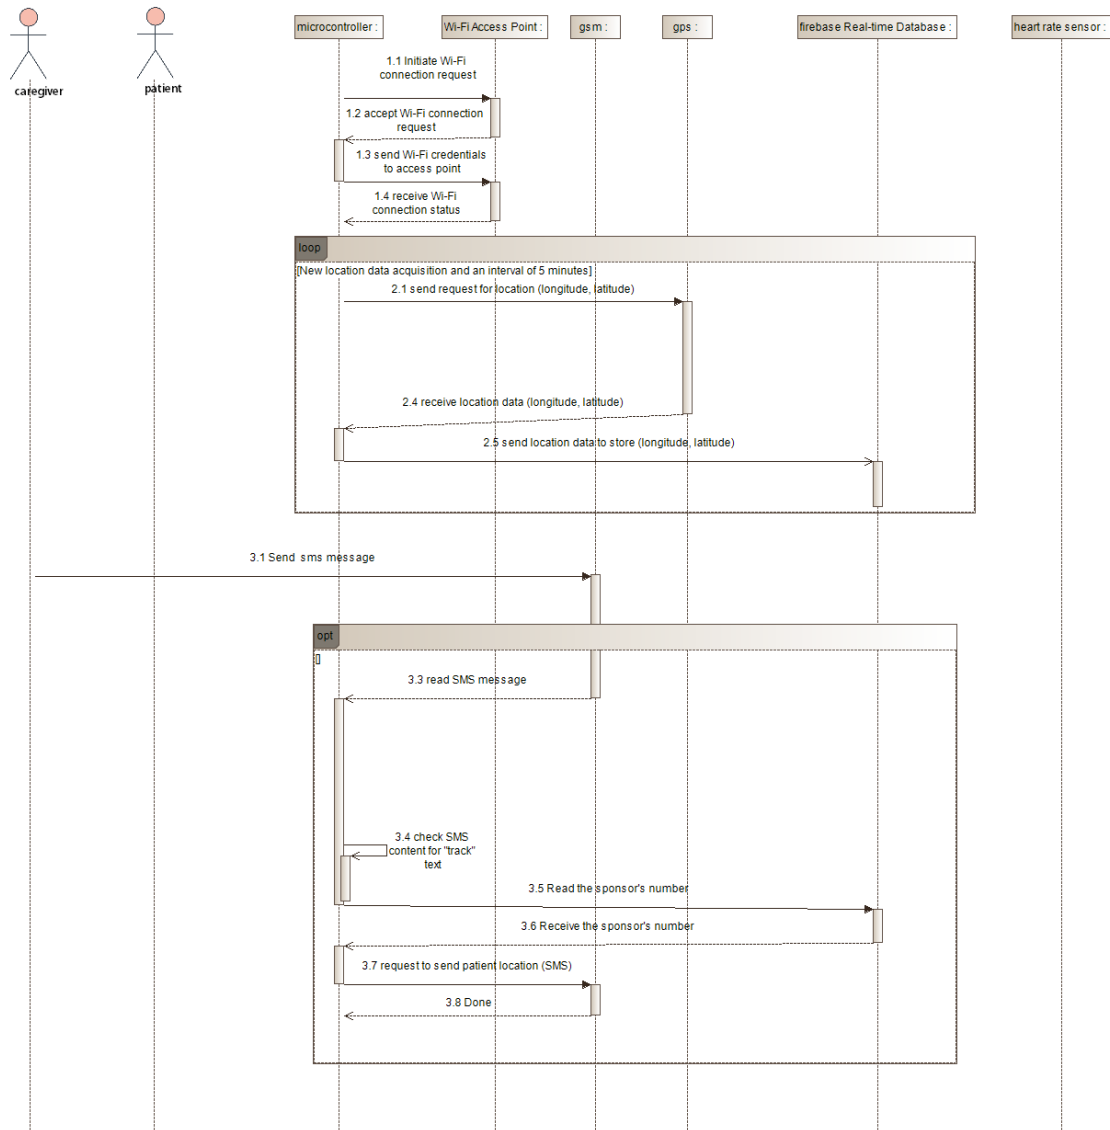 microcontroller :
Wi-Fi Access Point :
gsm :
gps :
firebase Real-time Database :
heart rate sensor :
caregiver
patient
1.1 Initiate Wi-Fi
connection request
1.2 accept Wi-Fi connection
request
1.3 send Wi-Fi credentials
to access point
1.4 receive Wi-Fi
connection status
loop
[New location data acquisition and an interval of 5 minutes]
2.1 send request for location (longitude, latitude)
2.4 receive location data (longitude, latitude)
2.5 send location data to store (longitude, latitude)
3.1 Send sms message
opt
[]
3.3 read SMS message
3.4 check SMS
content for "track"
text
3.5 Read the sponsor's number
3.6 Receive the sponsor's number
3.7 request to send patient location (SMS)
3.8 Done